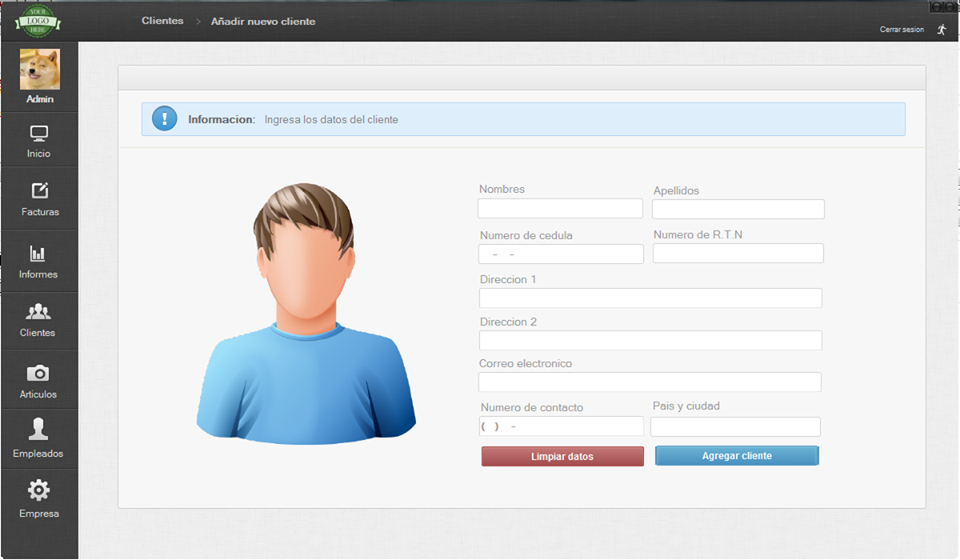 YOUR
LOGO
HERE
Clientes > Añadir nuevo cliente
Cerrar sesion
Admin
Inicio
Facturas
Informes
Clientes
Articulos
Empleados
Empresa
Informacion: Ingresa los datos del cliente
Nombres
Apellidos
Numero de cedula
Numero de R.T.N
- -
Direccion 1
Direccion 2
Correo electronico
Numero de contacto
Pais y ciudad
( ) -
Limpiar datos
Agregar cliente